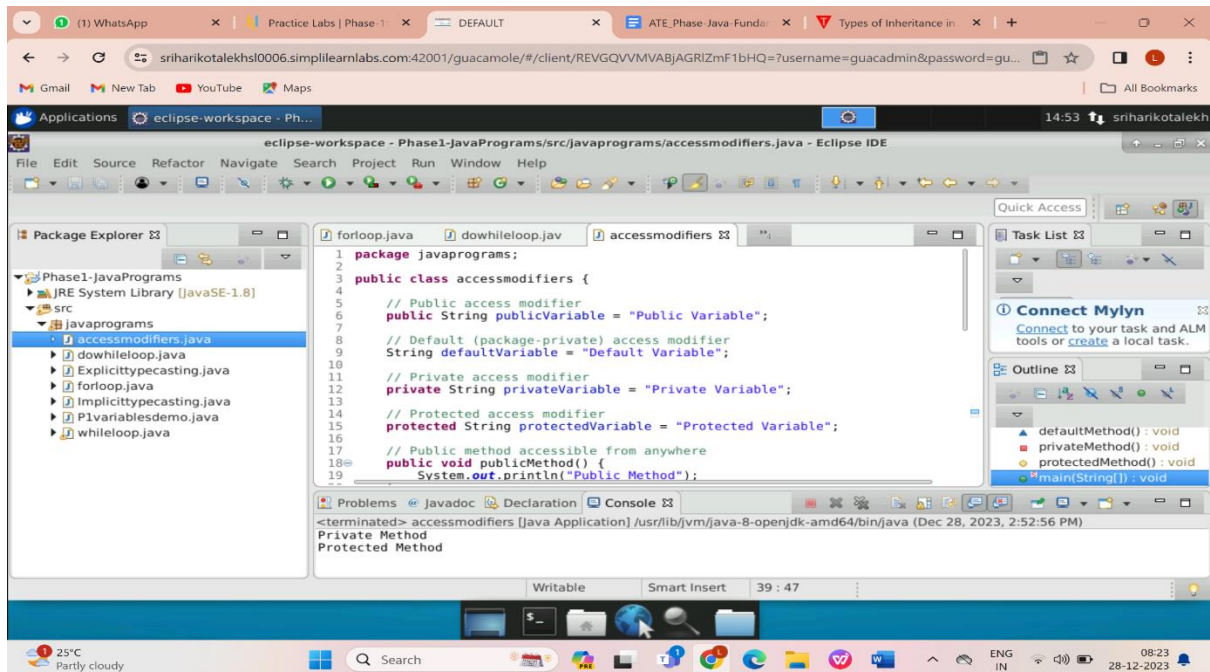 (1) WhatsApp
Practice Labs | Phase-1
DEFAULT
ATE_Phase-Java-Fundar
Types of Inheritance in
sriharikotalekhsl0006.simplilearnlabs.com:42001/guacamole/#/client/REVGQVVMVABjAGRlZmF1bHQ=?username=guacadmin&password=gu...
L
Gmail
New Tab
YouTube
Maps
All Bookmarks
Applications
eclipse-workspace - Ph...
14:53
sriharikotalekh
eclipse-workspace - Phase1-JavaPrograms/src/javaprograms/accessmodifiers.java - Eclipse IDE
File Edit Source Refactor Navigate Search Project Run Window Help
Quick Access
Package Explorer
Phase1-JavaPrograms
JRE System Library [JavaSE-1.8]
src
javaprograms
accessmodifiers.java
dowhileloop.java
Explicittypecasting.java
forloop.java
Implicittypecasting.java
P1variablesdemo.java
whileloop.java
forloop.java
dowhileloop.jav
accessmodifiers
1 package javaprograms;
2
3 public class accessmodifiers {
4
5 // Public access modifier
6 public String publicVariable = "Public Variable";
7
8 // Default (package-private) access modifier
9 String defaultVariable = "Default Variable";
10
11 // Private access modifier
12 private String privateVariable = "Private Variable";
13
14 // Protected access modifier
15 protected String protectedVariable = "Protected Variable";
16
17 // Public method accessible from anywhere
18 public void publicMethod() {
19 System.out.println("Public Method");
Task List
Connect Mylyn
Connect to your task and ALM
tools or create a local task.
Outline
defaultMethod() : void
privateMethod() : void
protectedMethod() : void
main(String[]) : void
Problems
Javadoc
Declaration
Console
<terminated> accessmodifiers [Java Application] /usr/lib/jvm/java-8-openjdk-amd64/bin/java (Dec 28, 2023, 2:52:56 PM)
Private Method
Protected Method
Writable
Smart Insert
39 : 47
25°C
Partly cloudy
Search
ENG
IN
08:23
28-12-2023